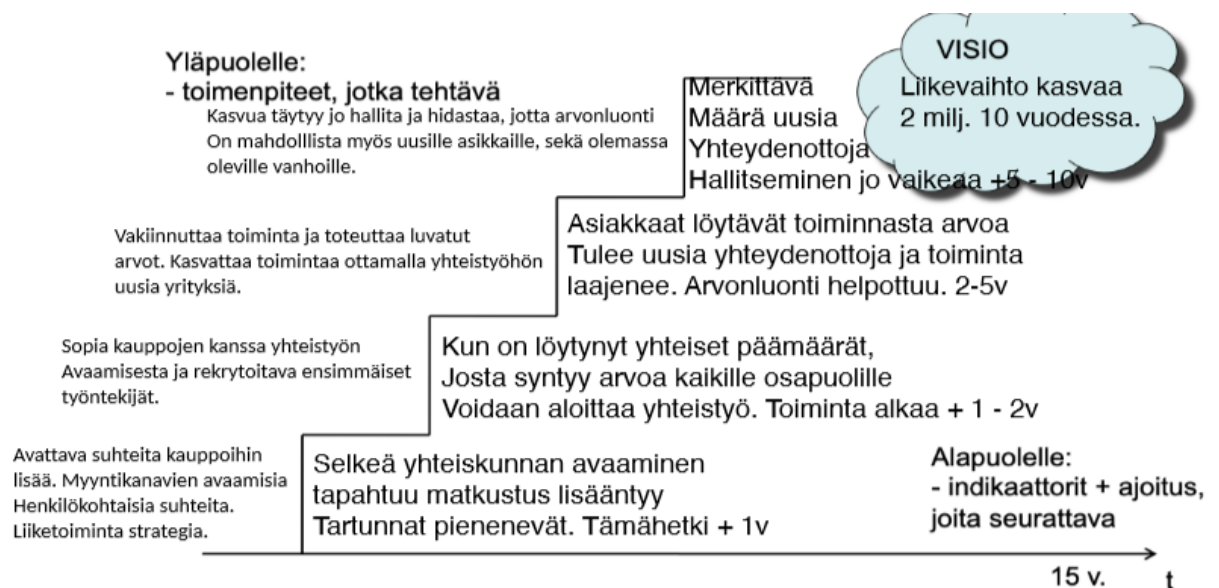 Yläpuolelle:
- toimenpiteet, jotka tehtävä
Kasvua täytyy jo hallita ja hidastaa, jotta arvonluonti
On mahdolllista myös uusille asikkaille, sekä olemassa
oleville vanhoille.
Merkittävä
Määrä uusia
Yhteydenottoja
Hallitseminen jo vaikeaa +5 - 10v
VISIO
Liikevaihto kasvaa
2 milj. 10 vuodessa.
Vakiinnuttaa toiminta ja toteuttaa luvatut
arvot. Kasvattaa toimintaa ottamalla yhteistyöhön
uusia yrityksiä.
Asiakkaat löytävät toiminnasta arvoa
Tulee uusia yhteydenottoja ja toiminta
laajenee. Arvonluonti helpottuu. 2-5v
Sopia kauppojen kanssa yhteistyön
Avaamisesta ja rekrytoitava ensimmäiset
työntekijät.
Kun on löytynyt yhteiset päämäärät,
Josta syntyy arvoa kaikille osapuolille
Voidaan aloittaa yhteistyö. Toiminta alkaa + 1 - 2v
Avattava suhteita kauppoihin
lisää. Myyntikanavien avaamisia
Henkilökohtaisia suhteita.
Liiketoiminta strategia.
Selkeä yhteiskunnan avaaminen
tapahtuu matkustus lisääntyy
Tartunnat pienenevät. Tämähetki + 1v
Alapuolelle:
- indikaattorit + ajoitus,
joita seurattava
15 v.
t